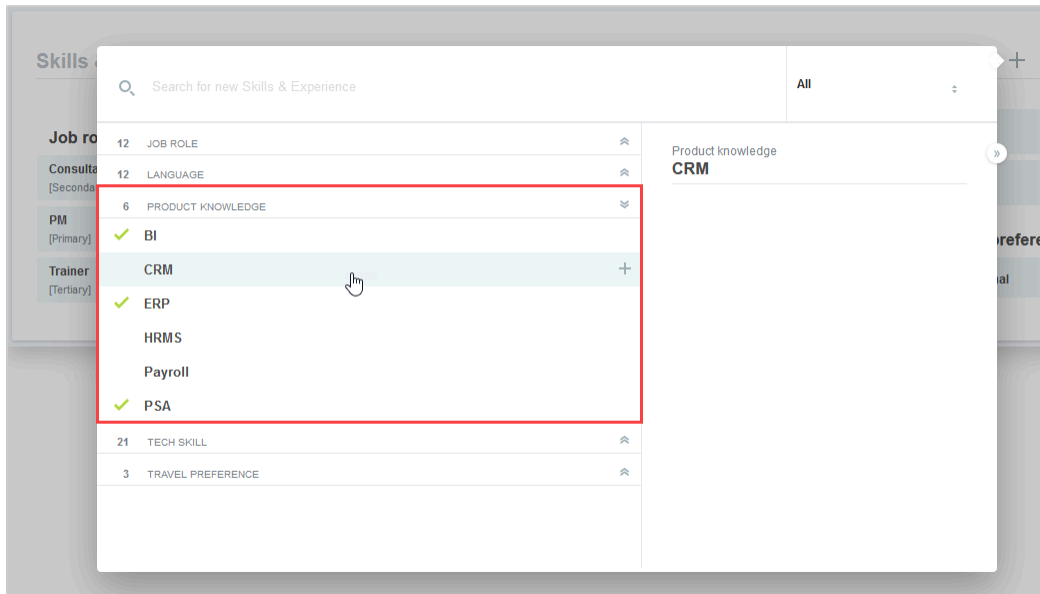 Skills &
Search for new Skills & Experience
All
Job ro
12 JOB ROLE
Product knowledge
CRM
Consulta
[Seconda
12 LANGUAGE
6 PRODUCT KNOWLEDGE
PM
[Primary]
BI
prefere
CRM
Trainer
[Tertiary]
nal
ERP
HRMS
Payroll
PSA
21 TECH SKILL
3 TRAVEL PREFERENCE